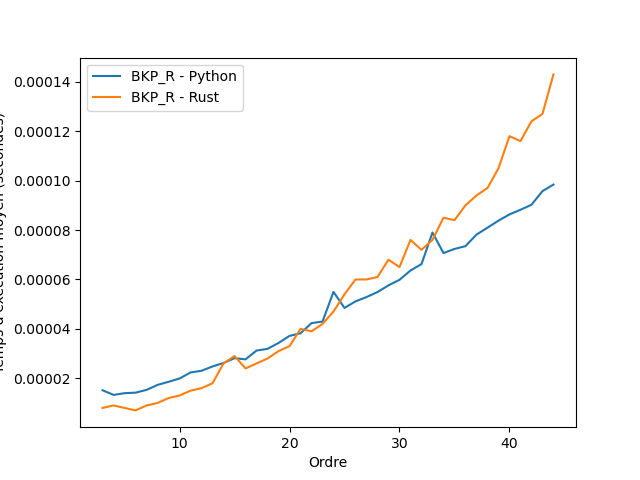 BKP_R - Python
BKP_R - Rust
0.00014
0.00012
0.00010
0.00008
0.00006
0.00004
0.00002
10 20 30 40
Ordre
Temps d'execution moyen (secondes)